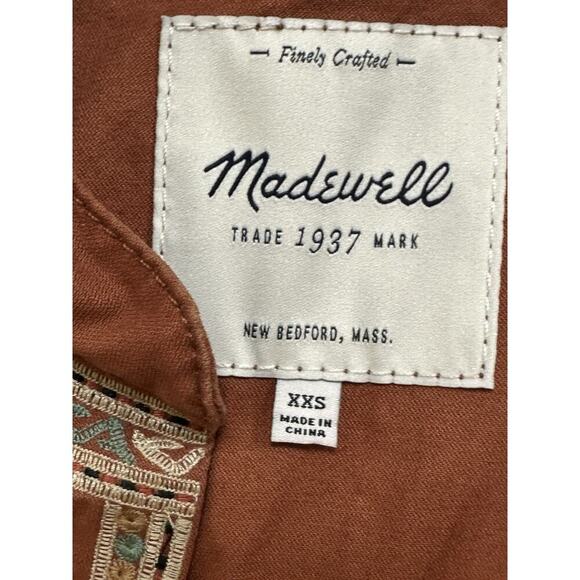 Finely Crafted
Madewell
TRADE 1937 MARK
NEW BEDFORD, MASS.
XXS
MADE IN
CHINA